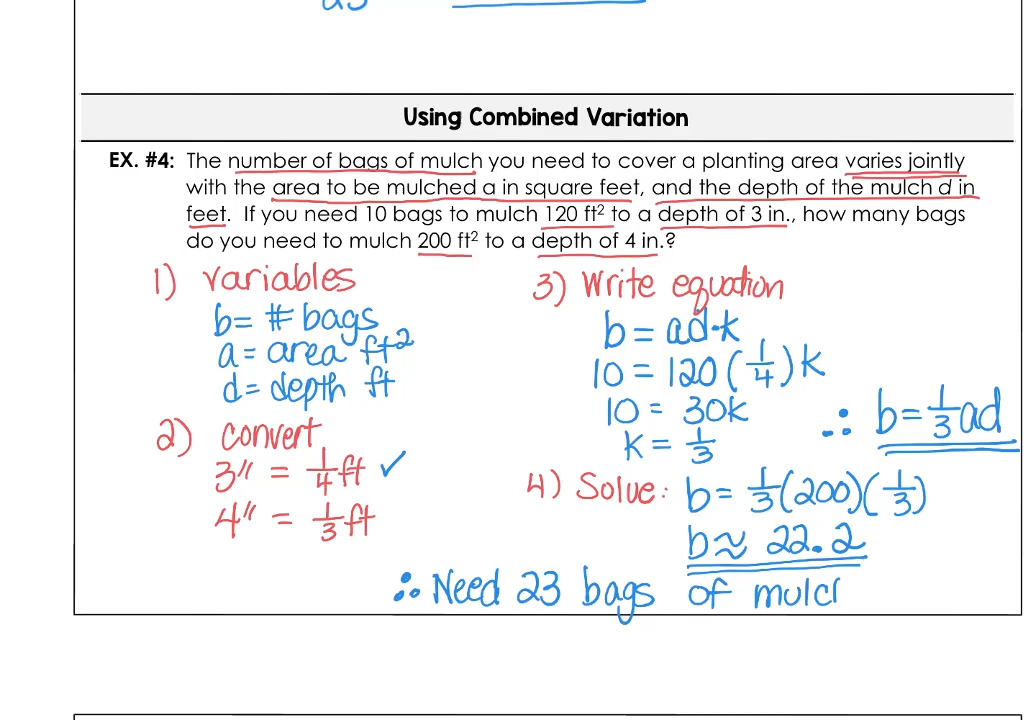 Using Combined Variation
EX. #4: The number of bags of mulch you need to cover a planting area varies jointly
with the area to be mulched a in square feet, and the depth of the mulch d in
feet. If you need 10 bags to mulch 120 ft² to a depth of 3 in., how many bags
do you need to mulch 200 ft² to a depth of 4 in.?
1) variables
b = # bags
a = area ft²
d = depth ft
2) convert
3" = 1/4 ft ✓
4" = 1/3 ft
3) Write equation
b = ad·k
10 = 120 (1/4) k
10 = 30k
k = 1/3
∴ b = 1/3 ad
4) Solve: b = 1/3 (200)(1/3)
b ≈ 22.2
∴ Need 23 bags of mulc